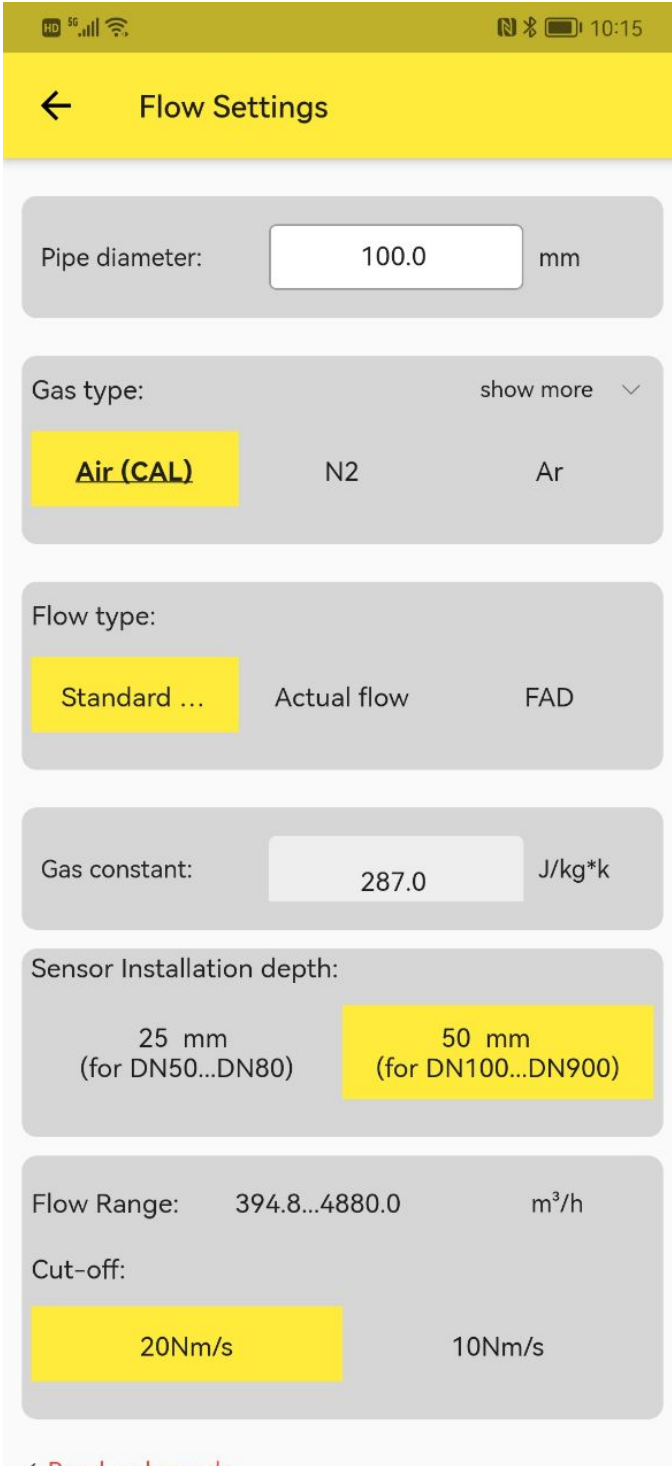 HD 5G 10:15
Flow Settings
Pipe diameter: 100.0 mm
Gas type: show more
Air (CAL) N2 Ar
Flow type:
Standard ... Actual flow FAD
Gas constant: 287.0 J/kg*k
Sensor Installation depth:
25 mm 50 mm
(for DN50...DN80) (for DN100...DN900)
Flow Range: 394.8...4880.0 m³/h
Cut-off:
20Nm/s 10Nm/s